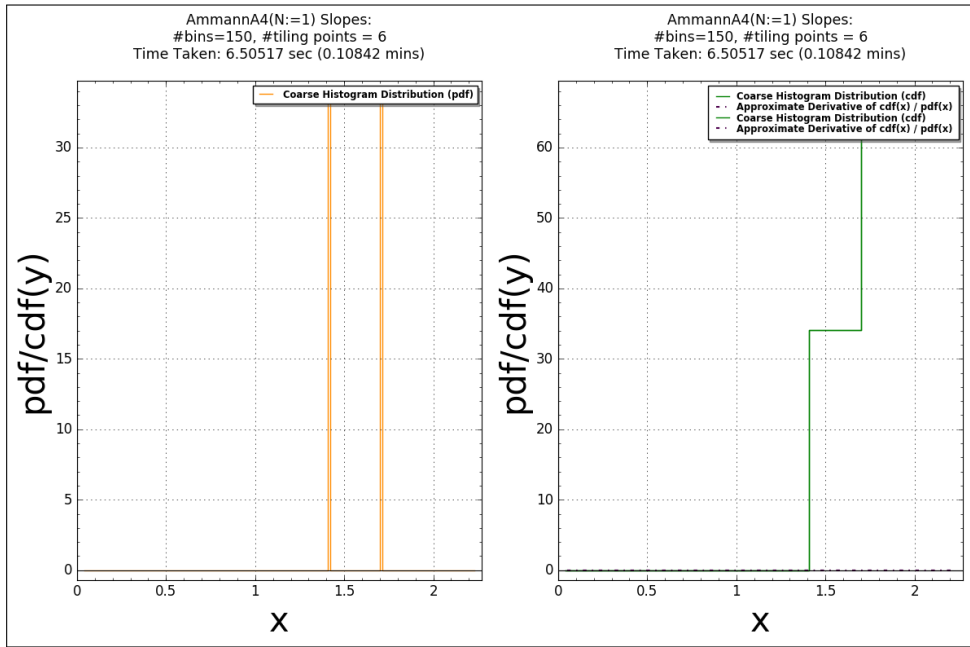 AmmannA4(N:=1) Slopes:
#bins=150, #tiling points = 6
Time Taken: 6.50517 sec (0.10842 mins)
Coarse Histogram Distribution (pdf)
30
25
20
15
10
5
0
0
0.5
1
1.5
2
pdf/cdf(y)
x
AmmannA4(N:=1) Slopes:
#bins=150, #tiling points = 6
Time Taken: 6.50517 sec (0.10842 mins)
Coarse Histogram Distribution (cdf)
Approximate Derivative of cdf(x) / pdf(x)
Coarse Histogram Distribution (cdf)
Approximate Derivative of cdf(x) / pdf(x)
60
50
40
30
20
10
0
0
0.5
1
1.5
2
pdf/cdf(y)
x